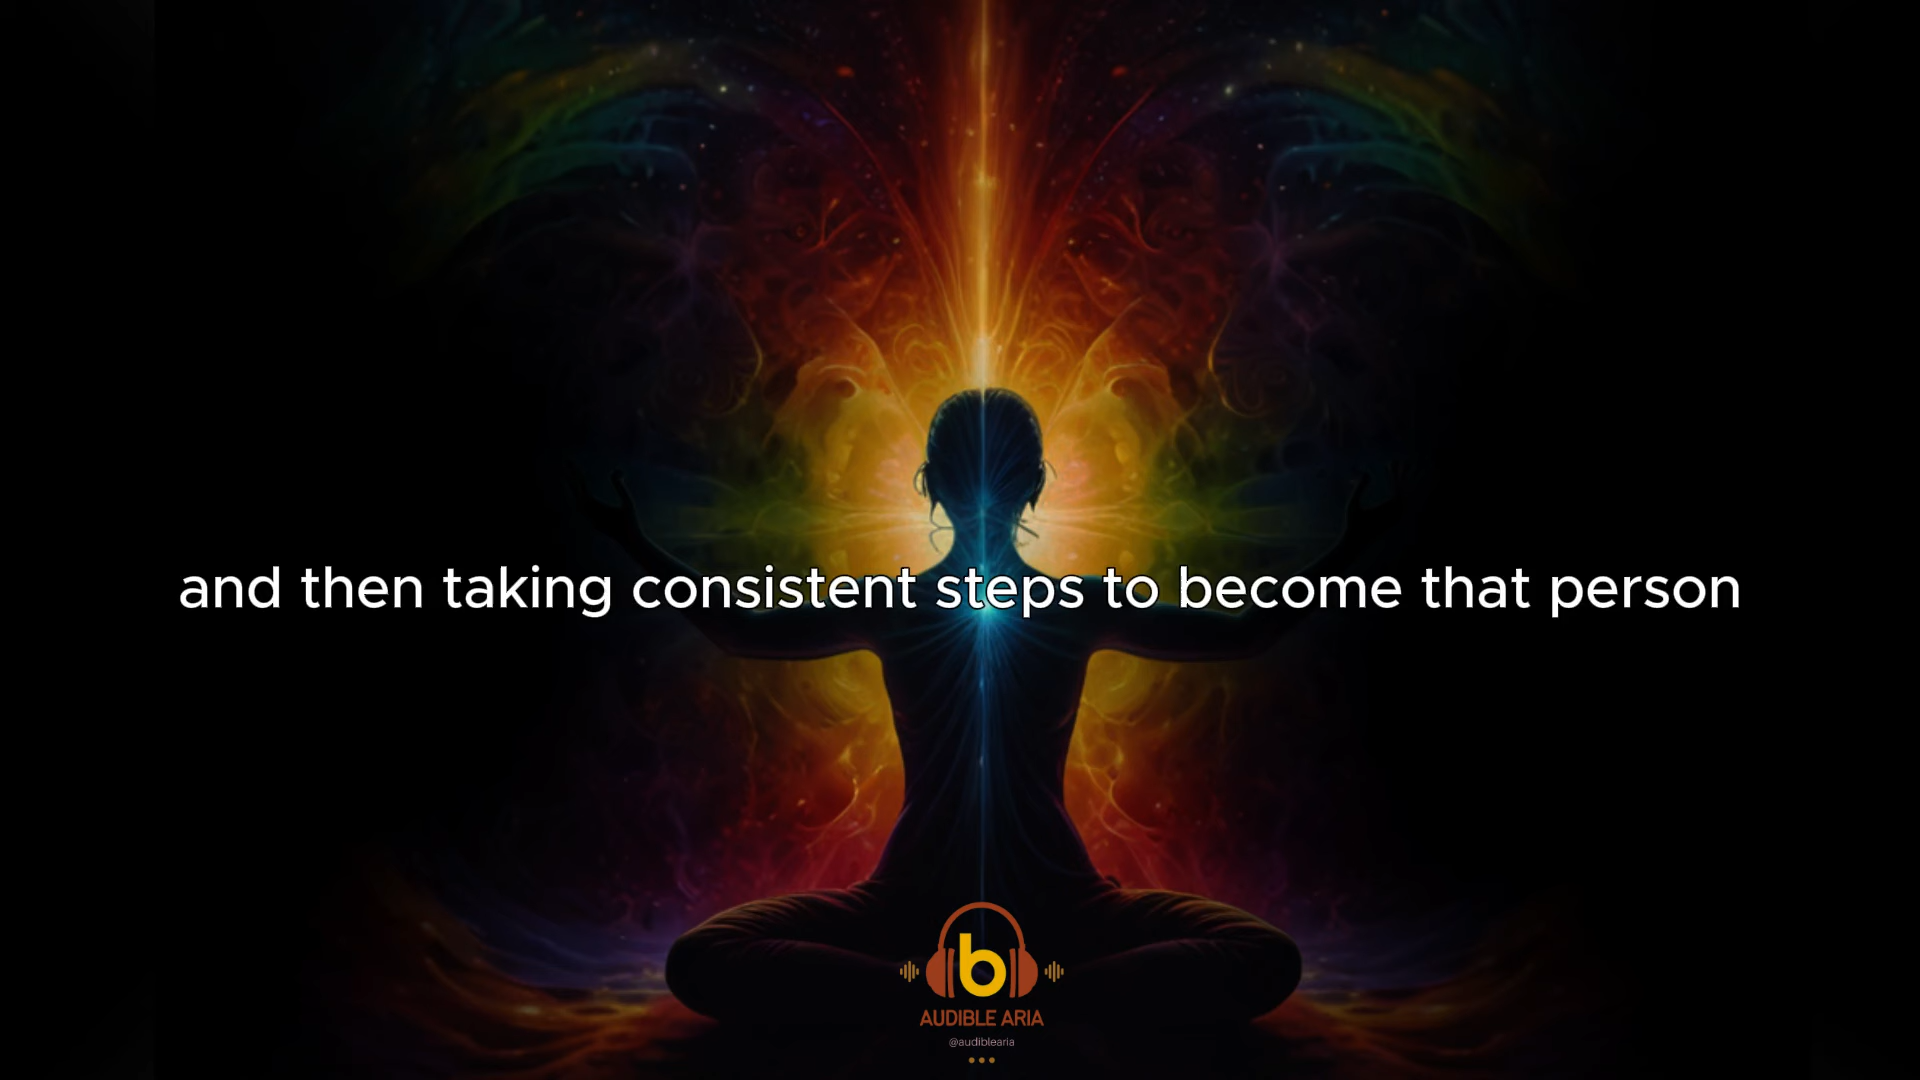 and then taking consistent steps to become that person
b
AUDIBLE ARIA
@audiblearia